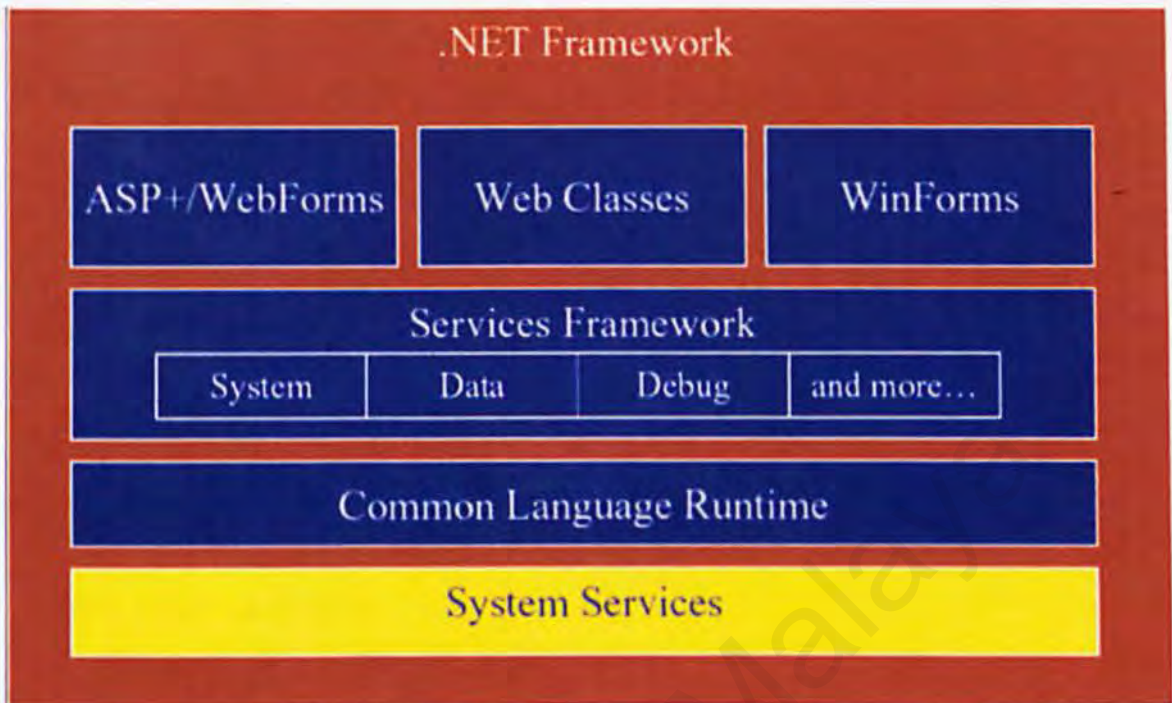 .NET Framework
ASP+/WebForms
Web Classes
WinForms
Services Framework
System
Data
Debug
and more...
Common Language Runtime
System Services
Malays